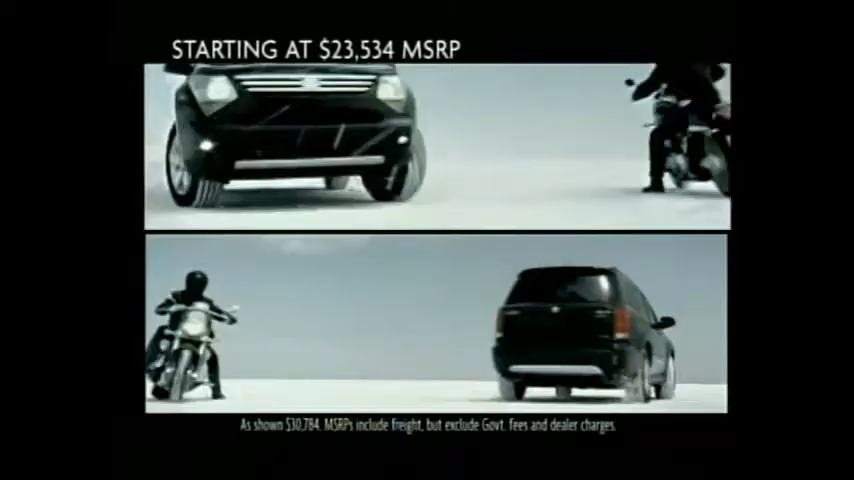 STARTING AT $23,534 MSRP
As shown $30,784. MSRPs include freight, but exclude Govt. fees and dealer charges.